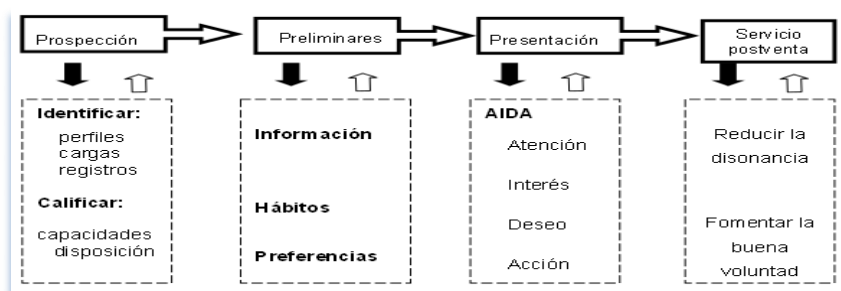 Prospección
Preliminares
Presentación
Servicio
postventa
Identificar:
perfiles
cargas
registros
Calificar:
capacidades
disposición
Información
Hábitos
Preferencias
AIDA
Atención
Interés
Deseo
Acción
Reducir la
disonancia
Fomentar la
buena
voluntad